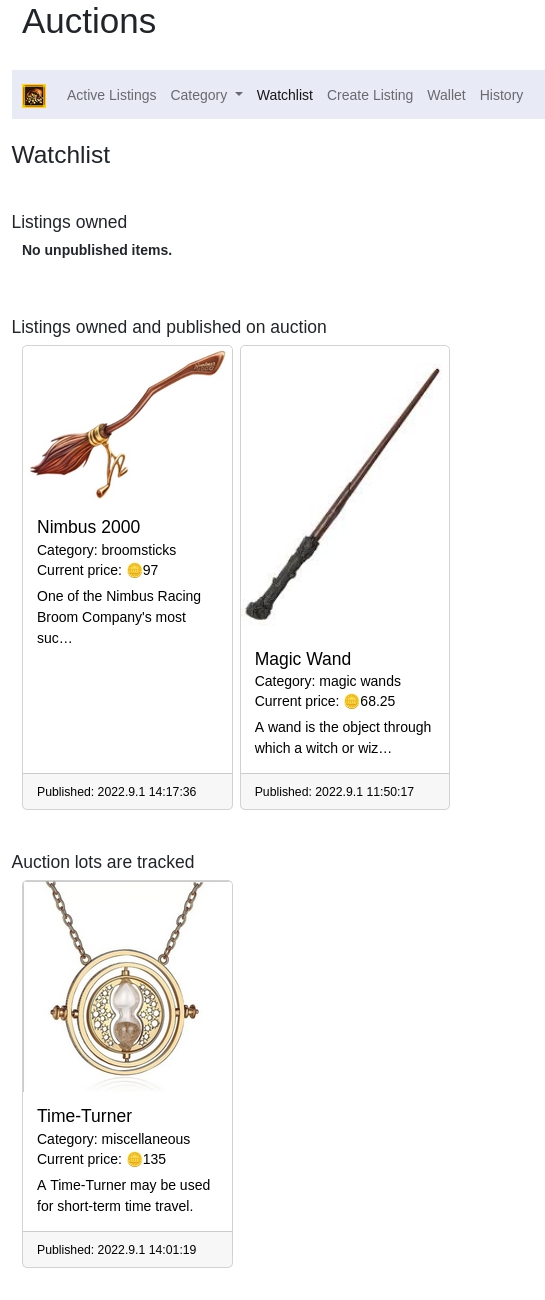 Auctions
Active Listings Category Watchlist Create Listing Wallet History
Watchlist
Listings owned
No unpublished items.
Listings owned and published on auction
Nimbus 2000
Category: broomsticks
Current price: 🪙97
One of the Nimbus Racing
Broom Company's most
suc…
Published: 2022.9.1 14:17:36
Magic Wand
Category: magic wands
Current price: 🪙68.25
A wand is the object through
which a witch or wiz…
Published: 2022.9.1 11:50:17
Auction lots are tracked
Time-Turner
Category: miscellaneous
Current price: 🪙135
A Time-Turner may be used
for short-term time travel.
Published: 2022.9.1 14:01:19